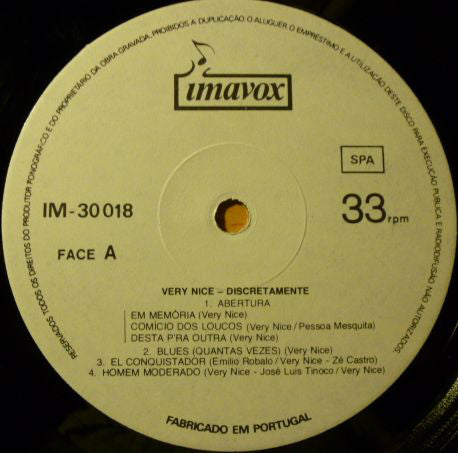 RESERVADOS TODOS OS DIREITOS DO PRODUTOR FONOGRÁFICO E DO PROPRIETÁRIO DA OBRA GRAVADA. PROIBIDOS A DUPLICAÇÃO, O ALUGUER, O EMPRÉSTIMO E A UTILIZAÇÃO DESTE DISCO PARA EXECUÇÃO PUBLICA E RADIODIFUSÃO NÃO AUTORIZADOS.
imavox
SPA
IM-30018
33 rpm
FACE A
VERY NICE – DISCRETAMENTE
1. ABERTURA
EM MEMÓRIA (Very Nice)
COMÍCIO DOS LOUCOS (Very Nice / Pessoa Mesquita)
DESTA P'RA OUTRA (Very Nice)
2. BLUES (QUANTAS VEZES) (Very Nice)
3. EL CONQUISTADOR (Emilio Robalo / Very Nice - Zé Castro)
4. HOMEM MODERADO (Very Nice - José Luis Tinoco / Very Nice)
FABRICADO EM PORTUGAL